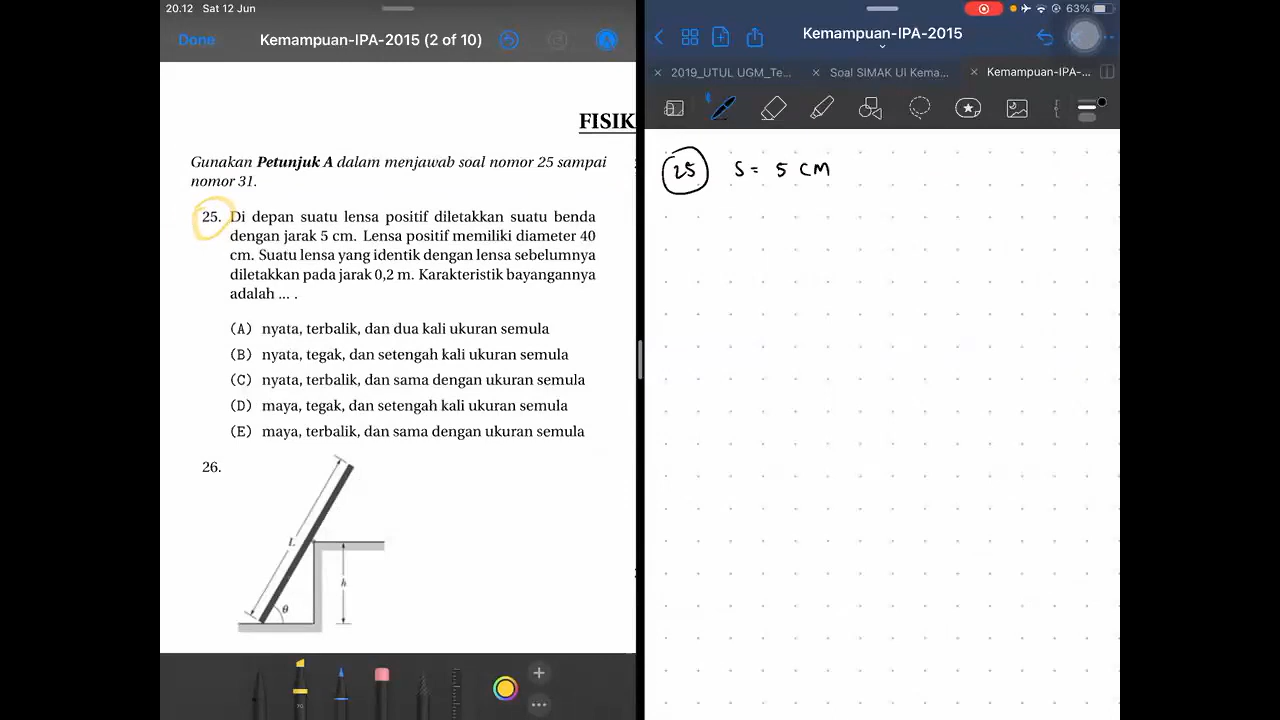 20.12 Sat 12 Jun
63%
Done
Kemampuan-IPA-2015 (2 of 10)
Kemampuan-IPA-2015
2019_UTUL UGM_Te...
Soal SIMAK UI Kema...
Kemampuan-IPA-...
FISIK
Gunakan Petunjuk A dalam menjawab soal nomor 25 sampai
nomor 31.
25. Di depan suatu lensa positif diletakkan suatu benda
dengan jarak 5 cm. Lensa positif memiliki diameter 40
cm. Suatu lensa yang identik dengan lensa sebelumnya
diletakkan pada jarak 0,2 m. Karakteristik bayangannya
adalah ... .
(A) nyata, terbalik, dan dua kali ukuran semula
(B) nyata, tegak, dan setengah kali ukuran semula
(C) nyata, terbalik, dan sama dengan ukuran semula
(D) maya, tegak, dan setengah kali ukuran semula
(E) maya, terbalik, dan sama dengan ukuran semula
26.
L
h
θ
25 S = 5 CM